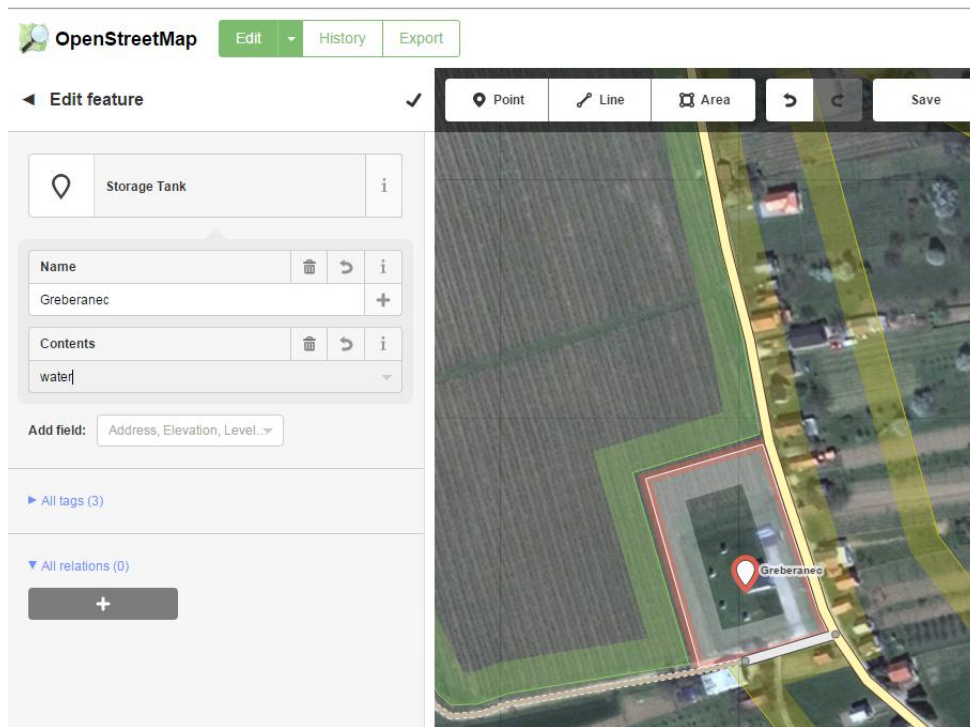 OpenStreetMap
Edit
History
Export
Edit feature
Point
Line
Area
Save
Storage Tank
i
Name
i
Greberanec
+
Contents
i
water
Add field:
Address, Elevation, Level...
All tags (3)
All relations (0)
+
Greberanec